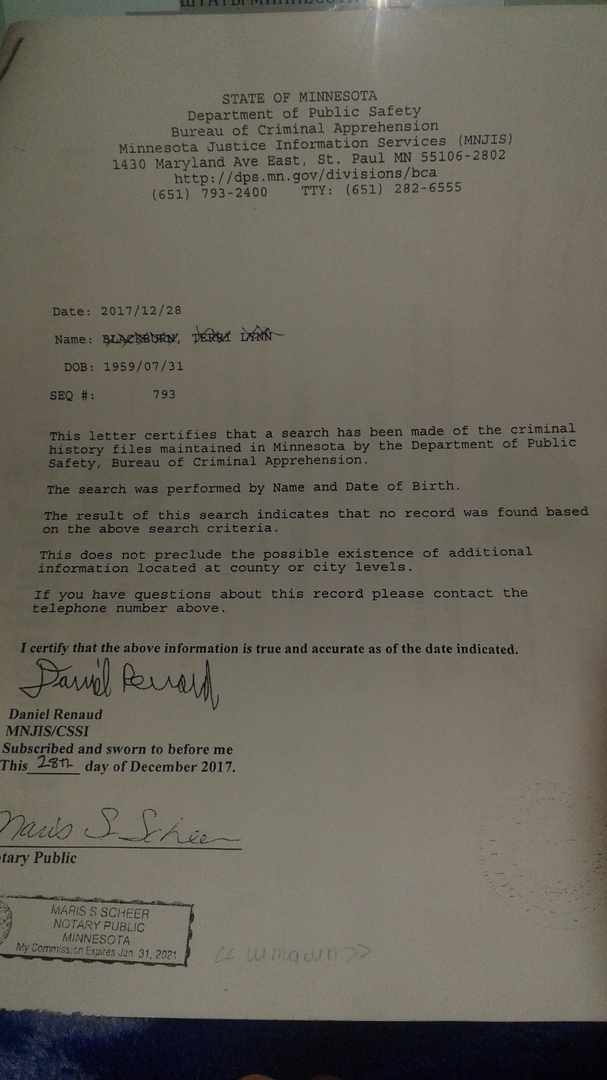 STATE OF MINNESOTA
Department of Public Safety
Bureau of Criminal Apprehension
Minnesota Justice Information Services (MNJIS)
1430 Maryland Ave East, St. Paul MN 55106-2802
http://dps.mn.gov/divisions/bca
(651) 793-2400 TTY: (651) 282-6555
Date: 2017/12/28
Name:
DOB: 1959/07/31
SEQ #: 793
This letter certifies that a search has been made of the criminal
history files maintained in Minnesota by the Department of Public
Safety, Bureau of Criminal Apprehension.
The search was performed by Name and Date of Birth.
The result of this search indicates that no record was found based
on the above search criteria.
This does not preclude the possible existence of additional
information located at county or city levels.
If you have questions about this record please contact the
telephone number above.
I certify that the above information is true and accurate as of the date indicated.
Daniel Renaud
Daniel Renaud
MNJIS/CSSI
Subscribed and sworn to before me
This 28th day of December 2017.
Maris S Scheer
tary Public
MARIS S SCHEER
NOTARY PUBLIC
MINNESOTA
My Commission Expires Jan. 31, 2021
<< штамп >>